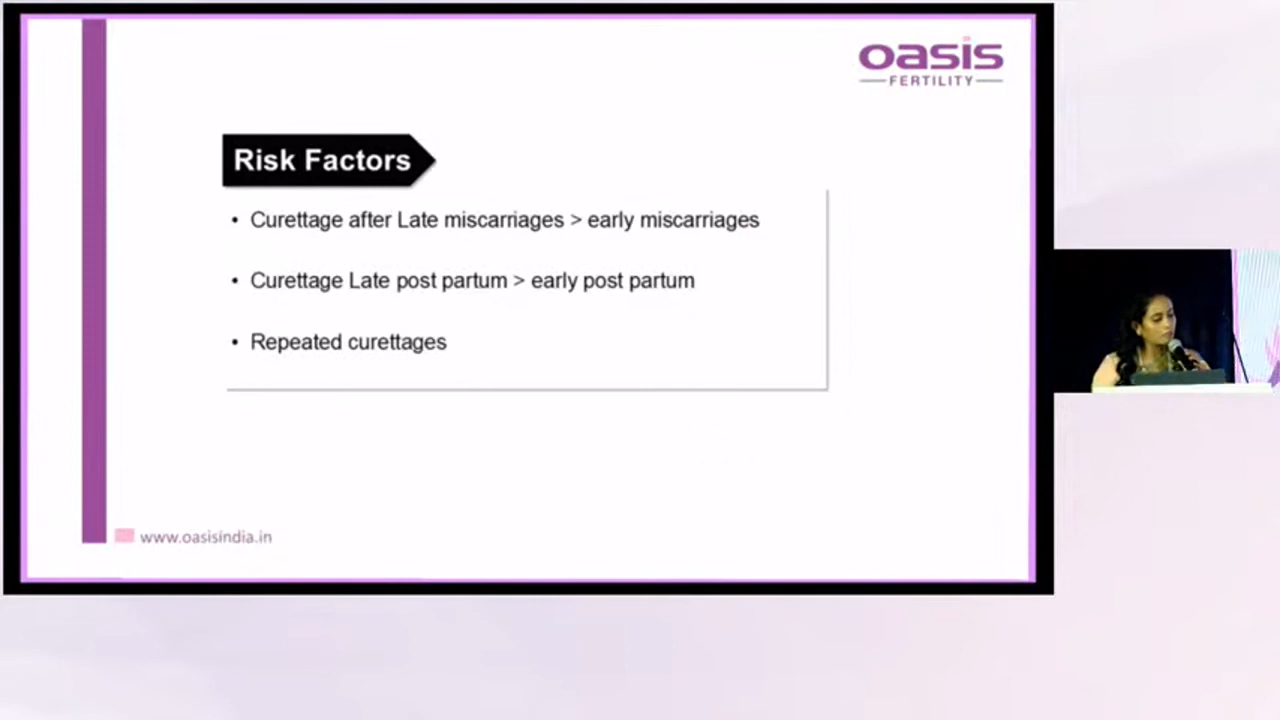 oasis
FERTILITY
Risk Factors
• Curettage after Late miscarriages > early miscarriages
• Curettage Late post partum > early post partum
• Repeated curettages
www.oasisindia.in